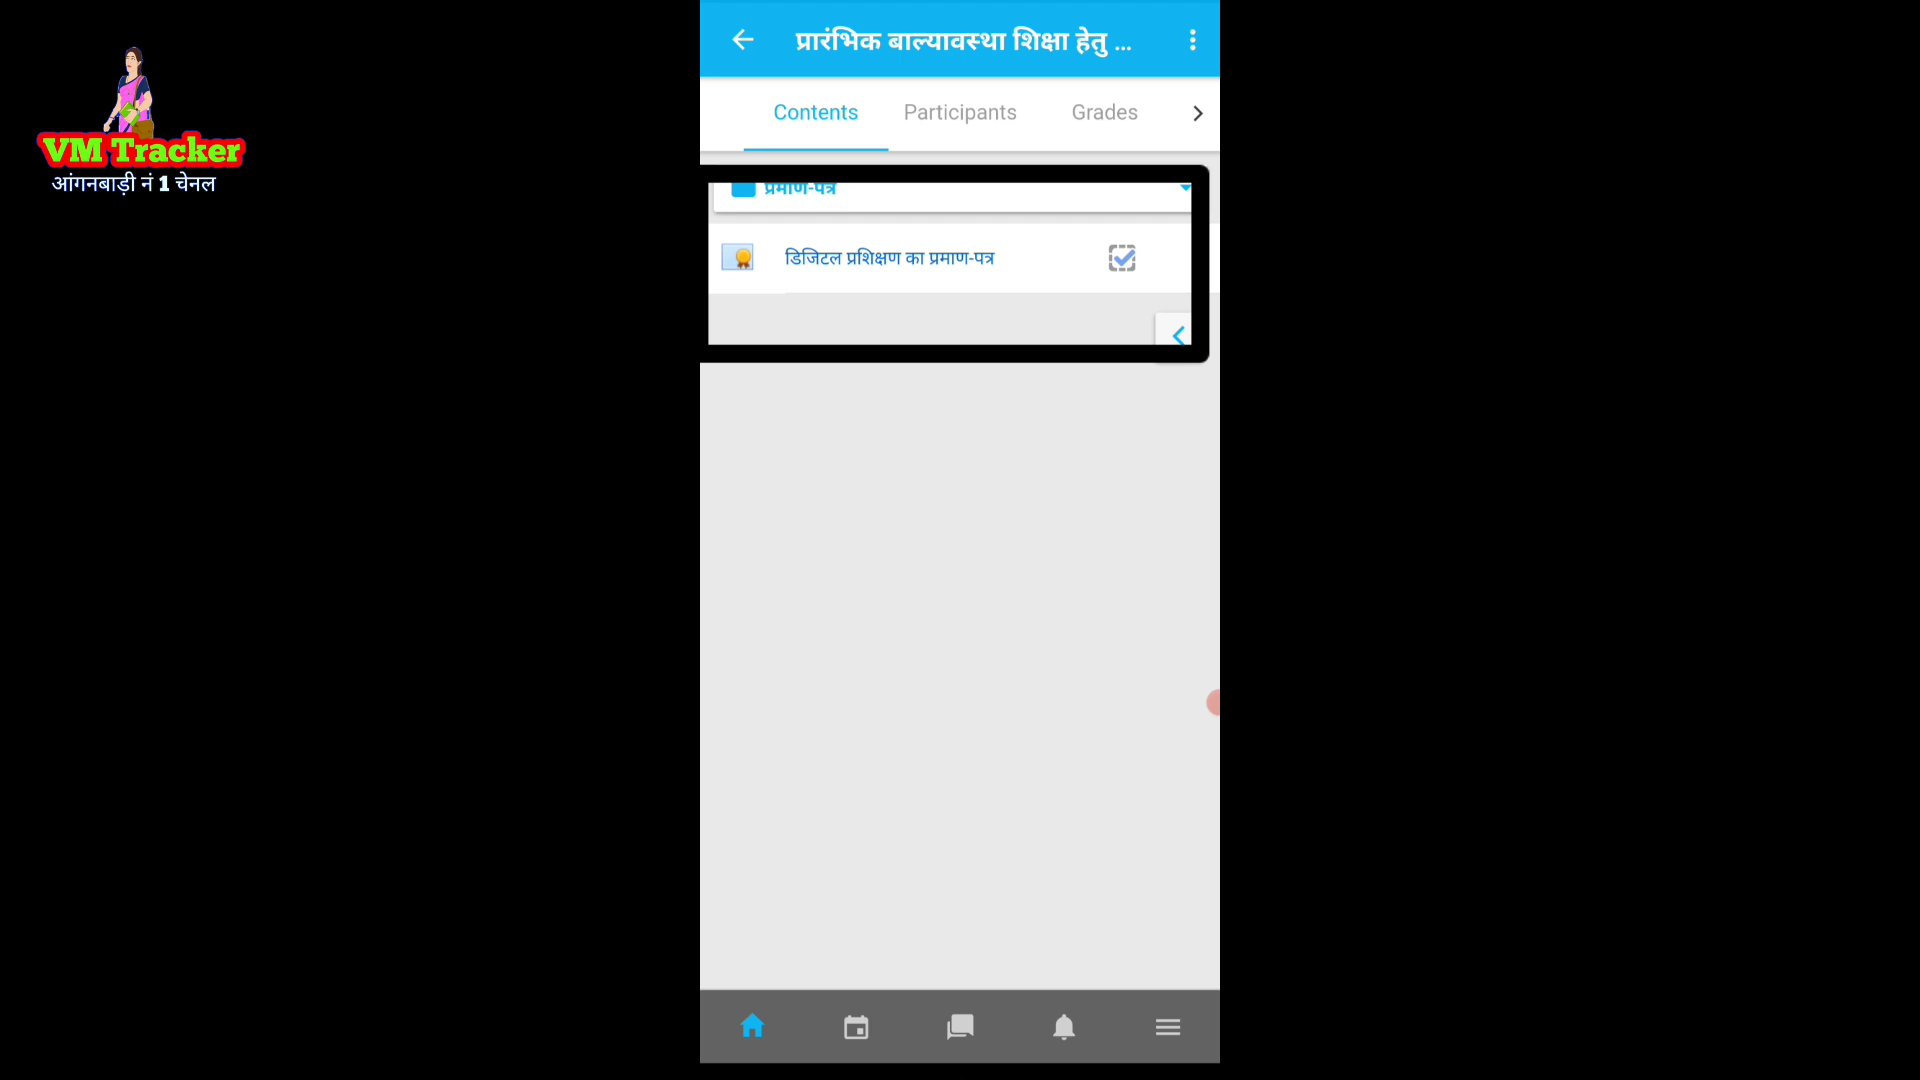 VM Tracker
आंगनबाड़ी नं 1 चेनल
प्रारंभिक बाल्यावस्था शिक्षा हेतु ...
Contents Participants Grades
प्रमाण-पत्र
डिजिटल प्रशिक्षण का प्रमाण-पत्र